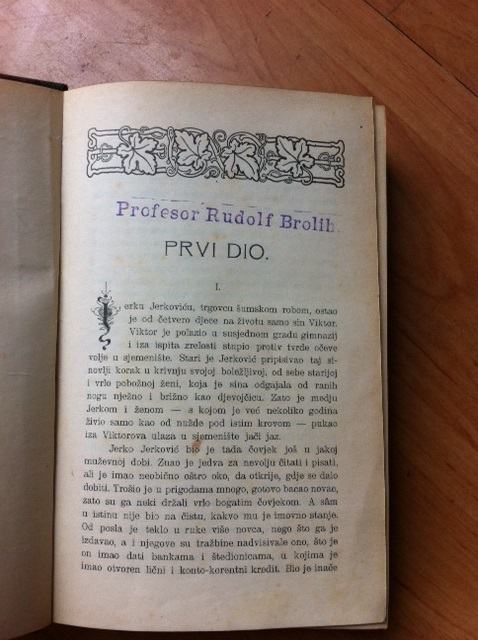 Profesor Rudolf Brolih.
PRVI DIO.
I.
Jerku Jerkoviću, trgovcu šumskom robom, ostao
je od četvero djece na životu samo sin Viktor.
Viktor je polazio u susjednom gradu gimnazij
i iza ispita zrelosti stupio protiv tvrde očeve
volje u sjemenište. Stari je Jerković pripisivao taj si-
novlji korak u krivnju svojoj boležljivoj, od sebe starijoj
i vrlo pobožnoj ženi, koja je sina odgajala od ranih
nogu nježno i brižno kao djevojčicu. Zato je medju
Jerkom i ženom — s kojom je već nekoliko godina
živio samo kao od nužde pod istim krovom — pukao
iza Viktorova ulaza u sjemenište jači jaz.
Jerko Jerković bio je tada čovjek još u jakoj
muževnoj dobi. Znao je jedva za nevolju čitati i pisati,
ali je imao neobično oštro oko, da otkrije, gdje se dalo
dobiti. Trošio je u prigodama mnogo, gotovo bacao novac,
zato su ga neki držali vrlo bogatim čovjekom. A sâm
u istinu nije bio na čistu, kakvo mu je imovno stanje.
Od posla je teklo u ruke više novca, nego što ga je
izdavao, a i njegove su tražbine nadvisivale ono, što je
on imao dati bankama i štedionicama, u kojima je
imao otvoren lični i konto-korentni kredit. Bio je inače